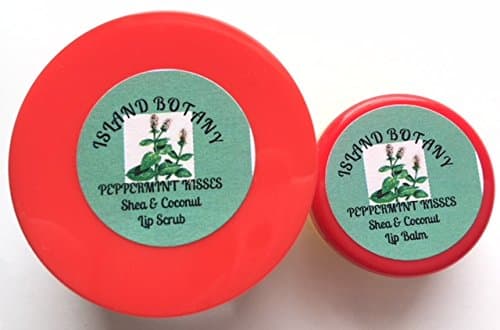 ISLAND BOTANY
PEPPERMINT KISSES
Shea & Coconut
Lip Scrub
ISLAND BOTANY
PEPPERMINT KISSES
Shea & Coconut
Lip Balm